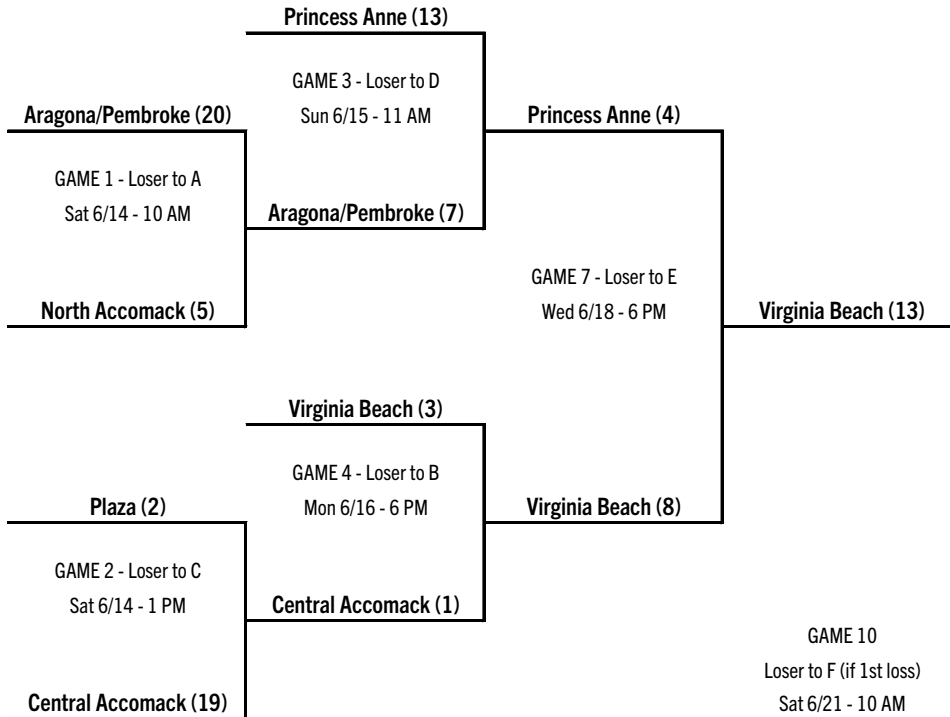 Princess Anne (13)
GAME 3 - Loser to D
Sun 6/15 - 11 AM
Aragona/Pembroke (20)
Princess Anne (4)
GAME 1 - Loser to A
Sat 6/14 - 10 AM
Aragona/Pembroke (7)
North Accomack (5)
GAME 7 - Loser to E
Wed 6/18 - 6 PM
Virginia Beach (13)
Virginia Beach (3)
GAME 4 - Loser to B
Mon 6/16 - 6 PM
Plaza (2)
Virginia Beach (8)
GAME 2 - Loser to C
Sat 6/14 - 1 PM
Central Accomack (1)
Central Accomack (19)
GAME 10
Loser to F (if 1st loss)
Sat 6/21 - 10 AM